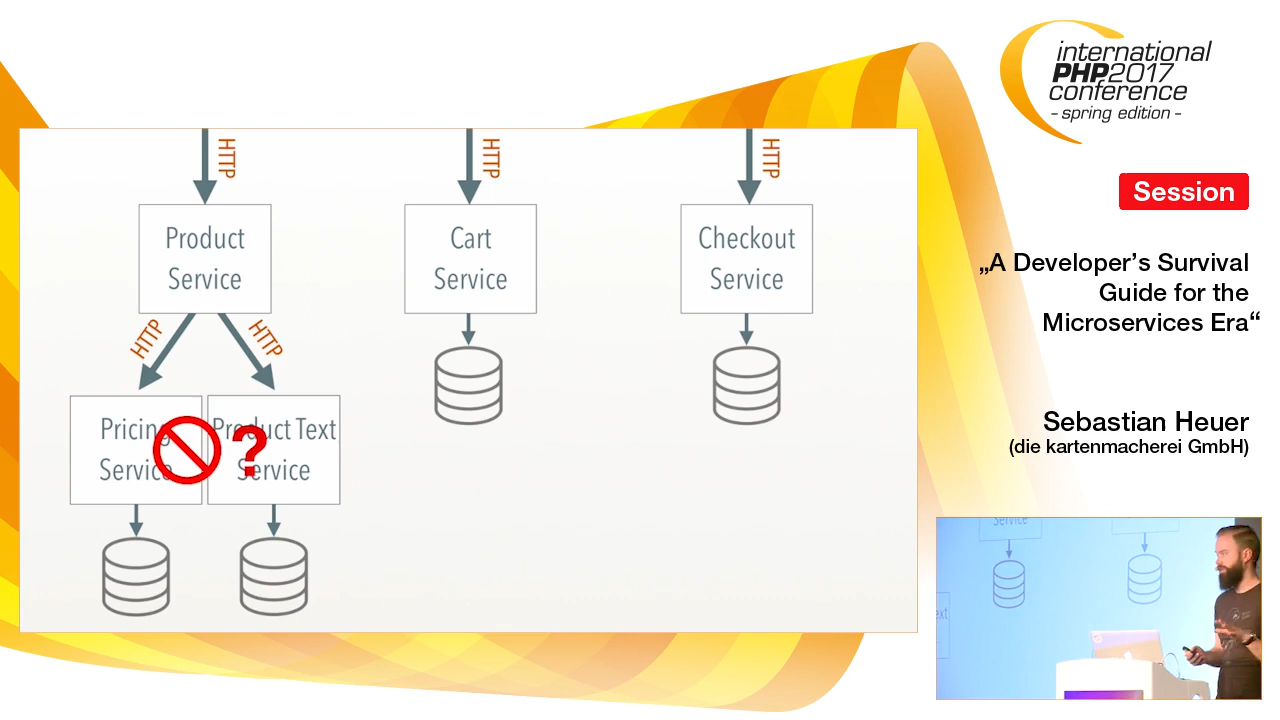 HTTP
HTTP
HTTP
Product
Service
Cart
Service
Checkout
Service
HTTP
HTTP
Pricing
Service
Product Text
Service
?
international
PHP2017
conference
- spring edition -
Session
„A Developer’s Survival
Guide for the
Microservices Era“
Sebastian Heuer
(die kartenmacherei GmbH)
Service